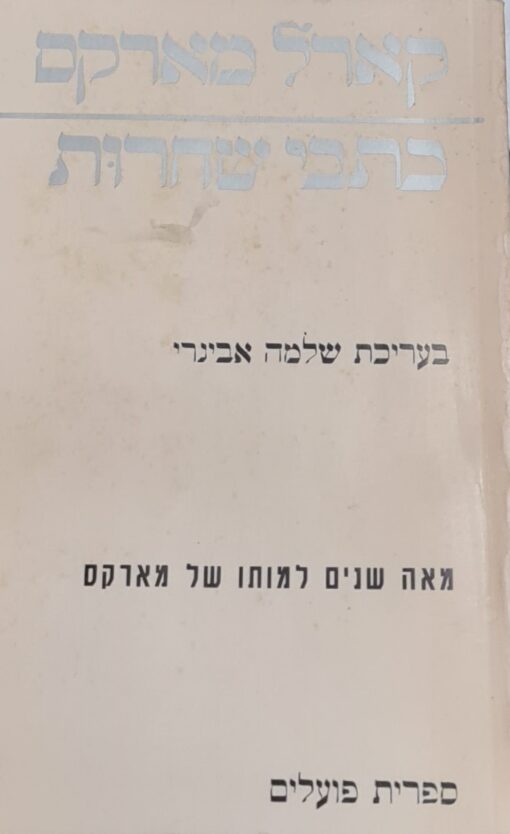 קארל מארקס
כתבי שחרות
בעריכת שלמה אבינרי
מאה שנים למותו של מארקס
ספרית פועלים